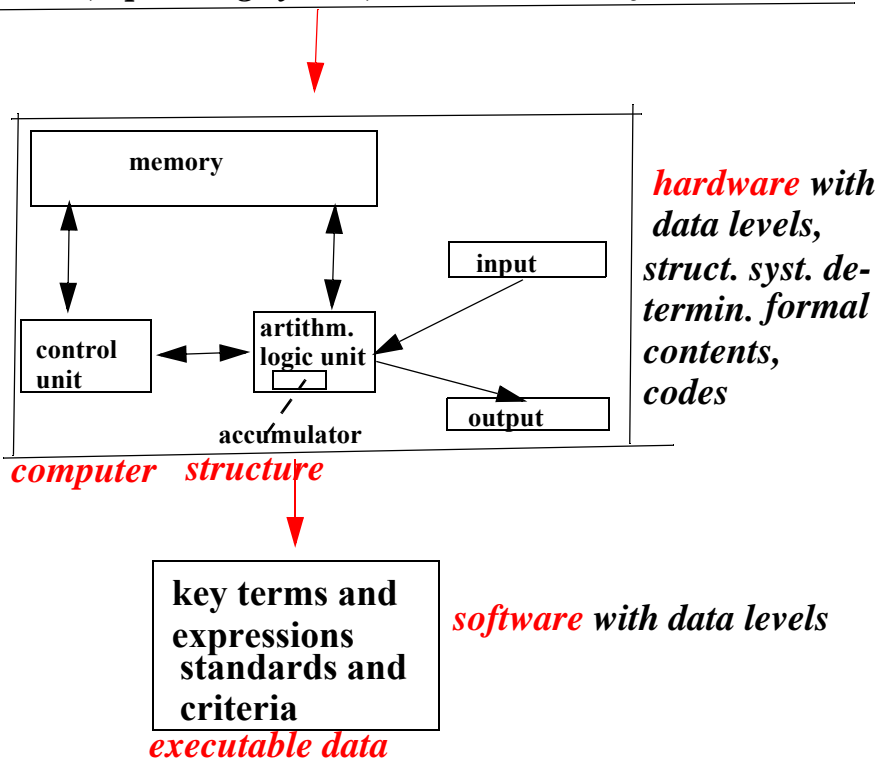 memory
hardware with
data levels,
struct. syst. de-
termin. formal
contents,
codes
input
artithm.
logic unit
control
unit
output
accumulator
computer structure
key terms and
expressions
standards and
criteria
software with data levels
executable data